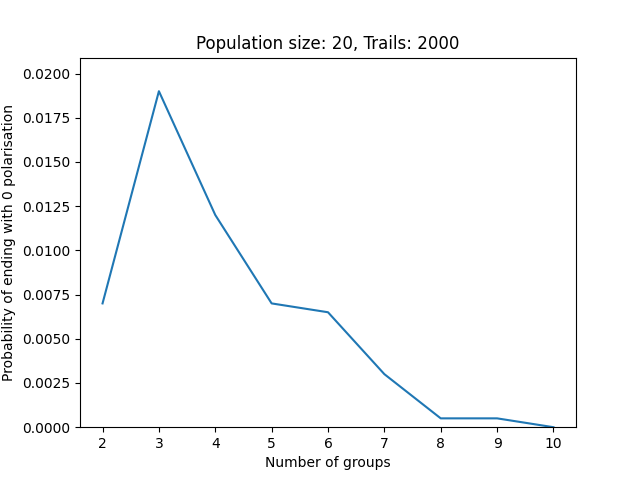 Population size: 20, Trails: 2000
Probability of ending with 0 polarisation
0.0200
0.0175
0.0150
0.0125
0.0100
0.0075
0.0050
0.0025
0.0000
2 3 4 5 6 7 8 9 10
Number of groups